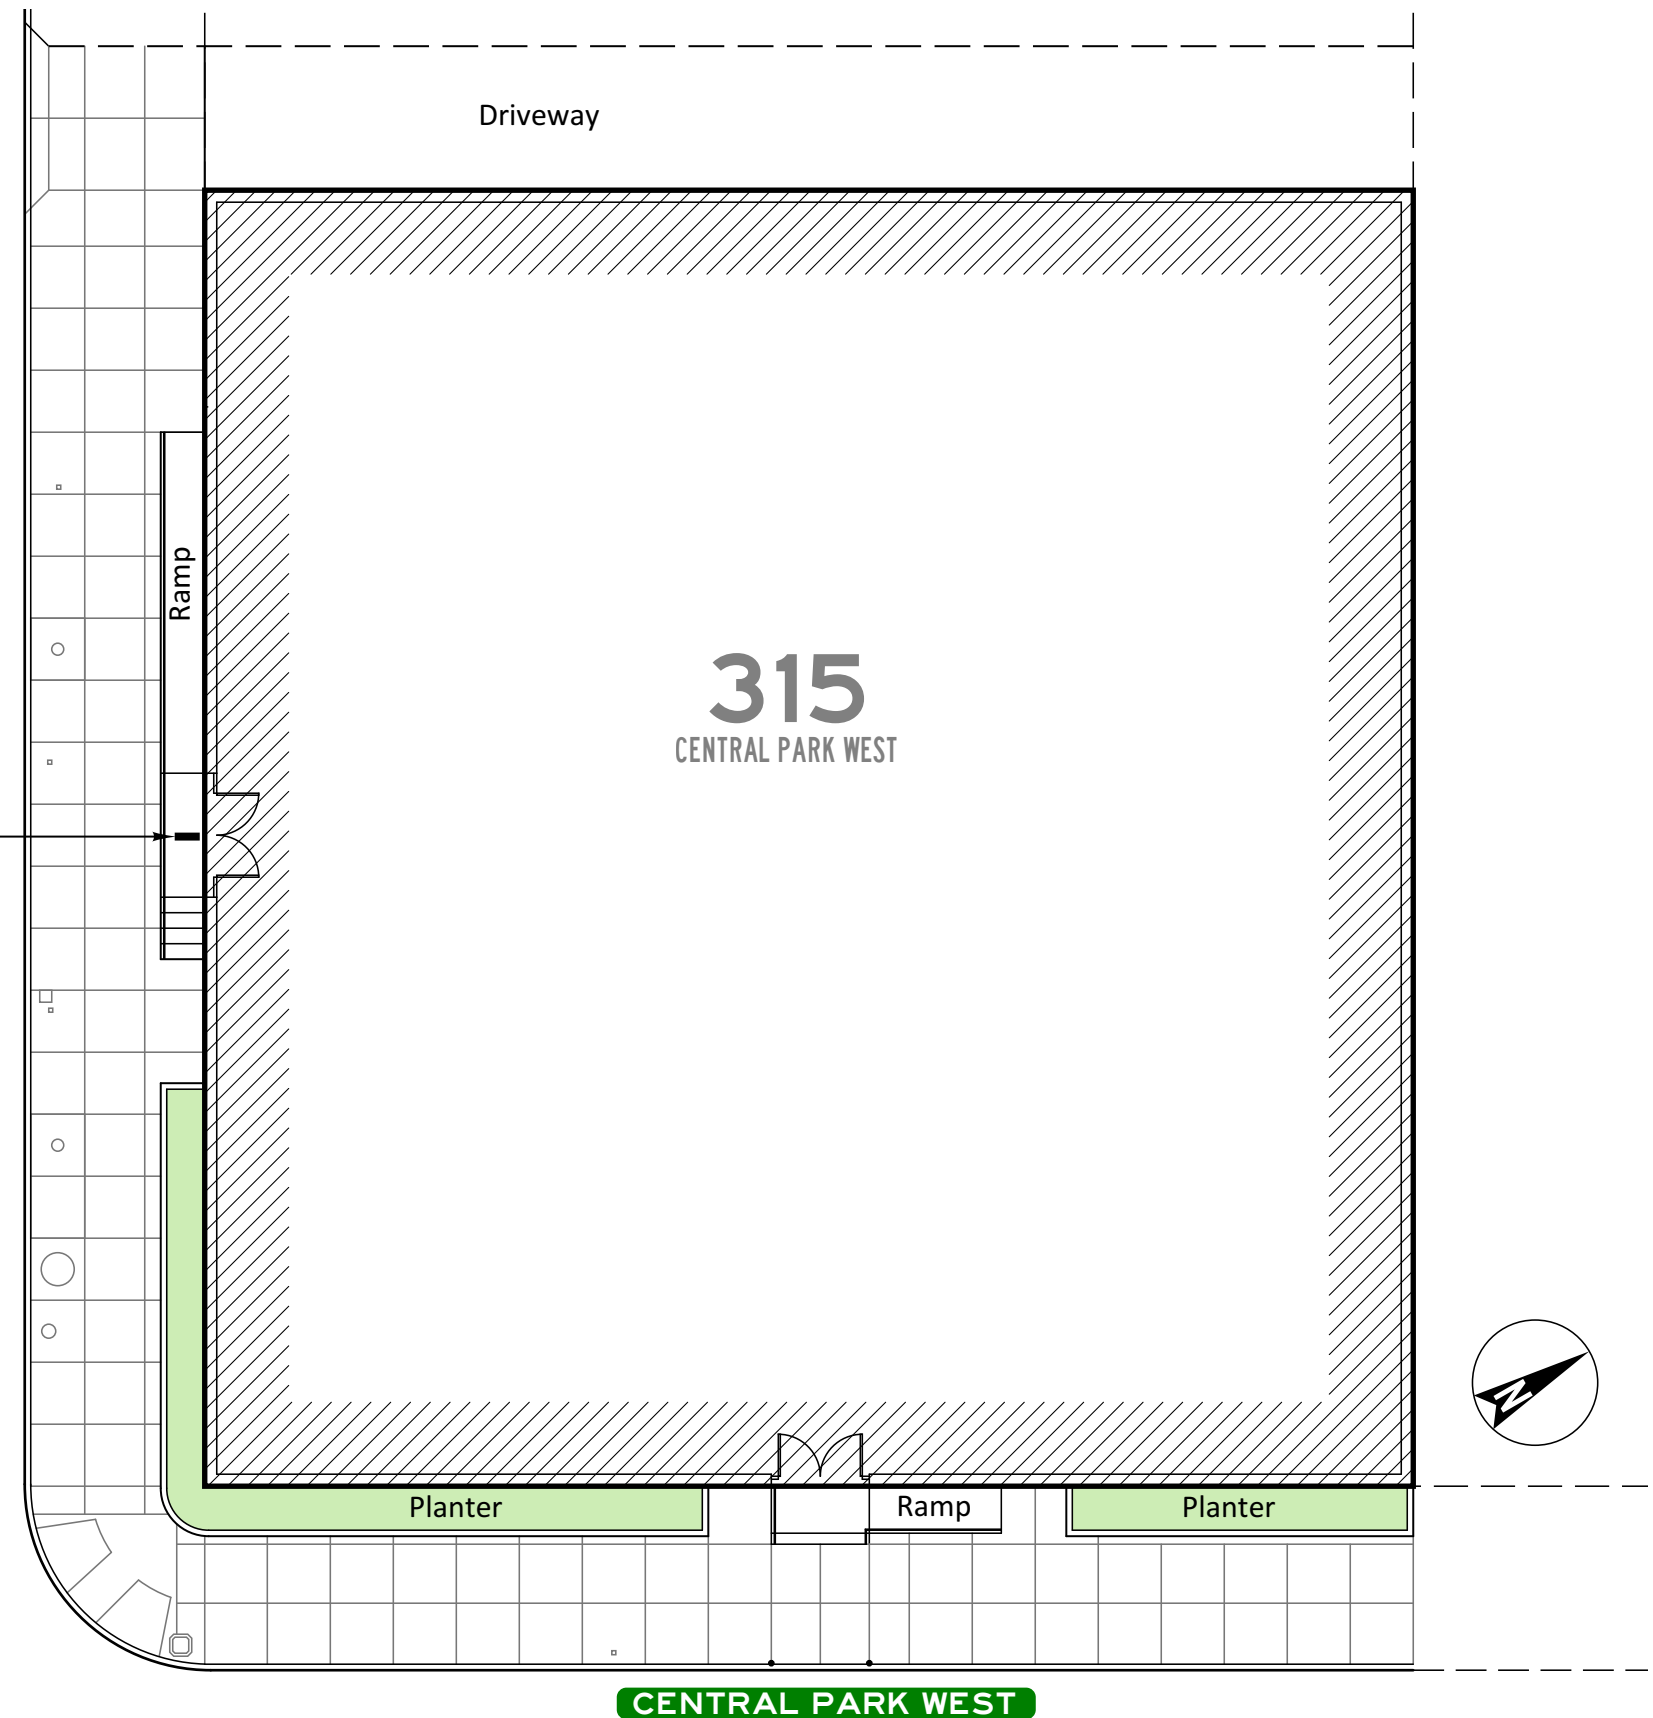 Driveway
Ramp
315
CENTRAL PARK WEST
N
Planter
Ramp
Planter
CENTRAL PARK WEST